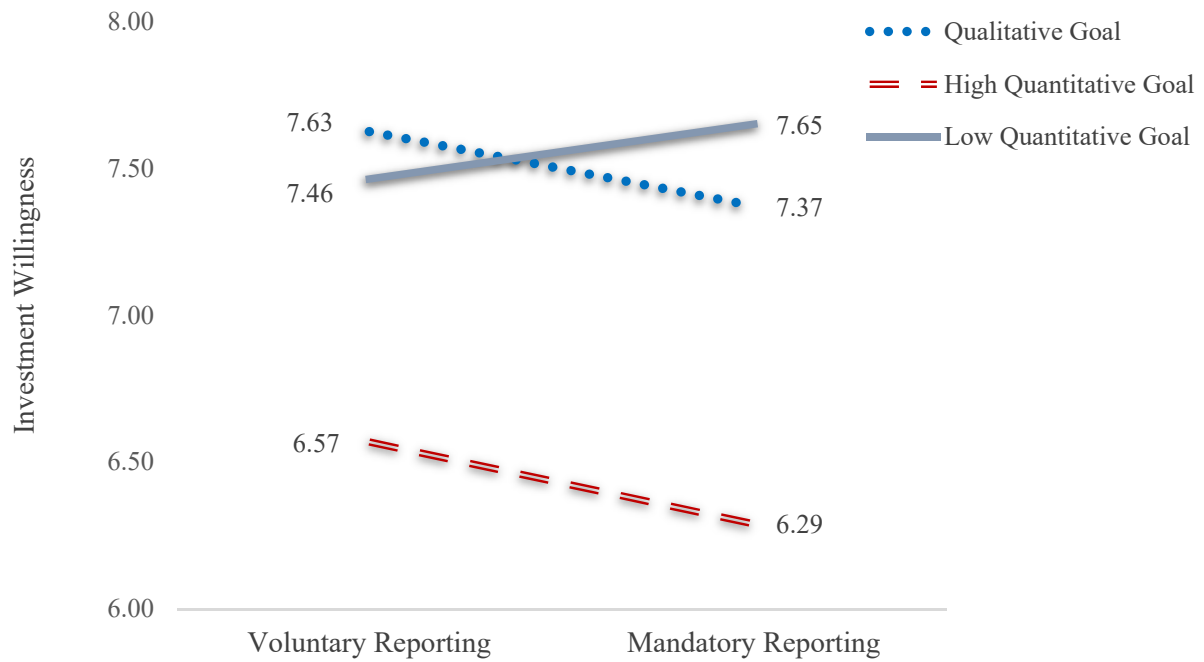 8.00
Qualitative Goal
High Quantitative Goal
Low Quantitative Goal
7.63
7.65
7.50
7.46
7.37
Investment Willingness
7.00
6.57
6.50
6.29
6.00
Voluntary Reporting
Mandatory Reporting